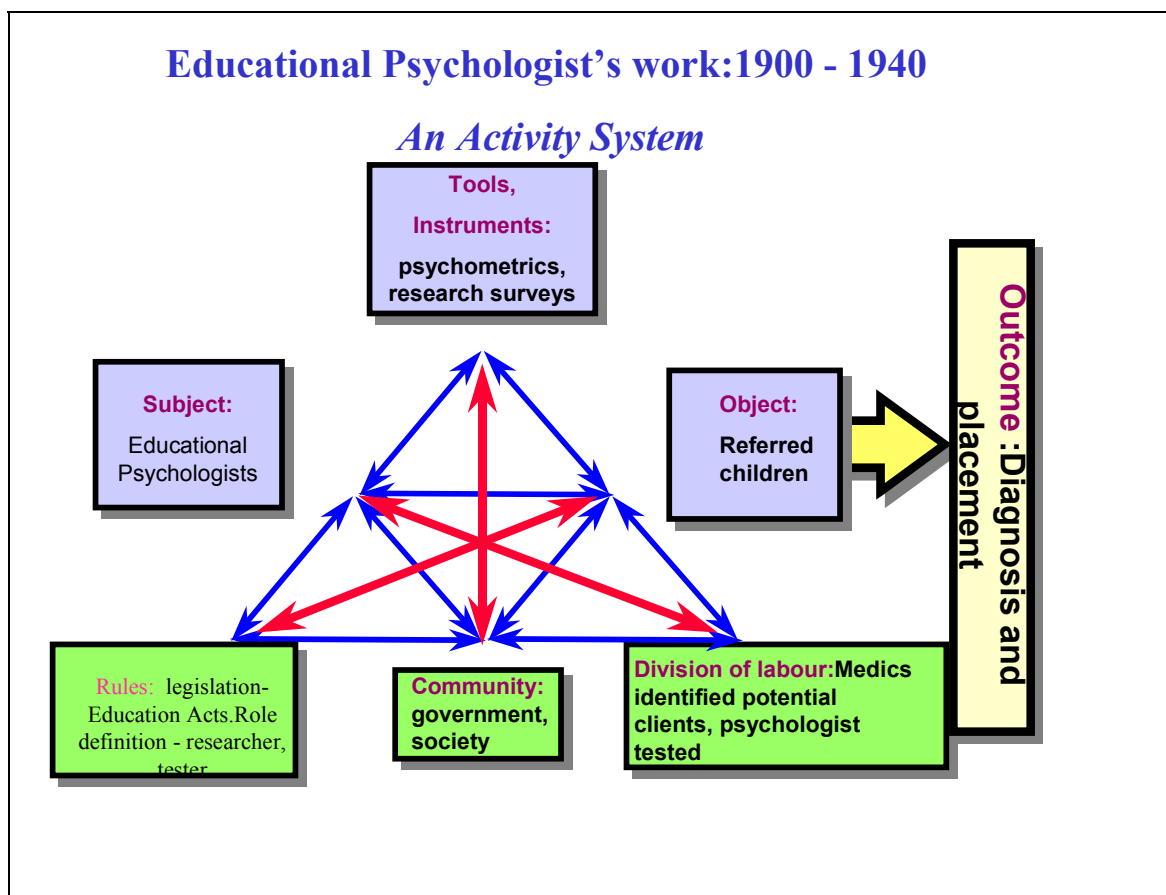 Educational Psychologist’s work:1900 - 1940
An Activity System
Tools,
Instruments:
psychometrics,
research surveys
Subject:
Educational
Psychologists
Object:
Referred
children
Outcome :Diagnosis and
placement
Rules: legislation-
Education Acts.Role
definition - researcher,
tester
Community:
government,
society
Division of labour:Medics
identified potential
clients, psychologist
tested